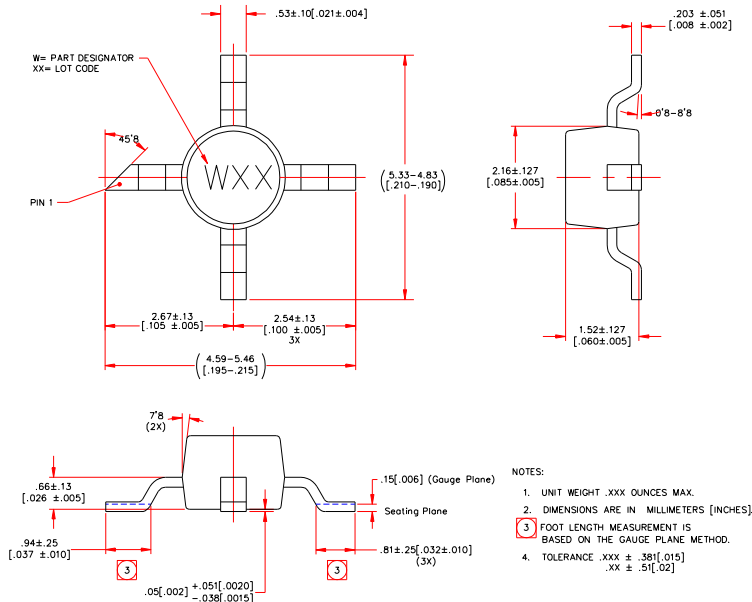 .53±.10[.021±.004]
.203 ±.051
[.008 ±.002]
W= PART DESIGNATOR
XX= LOT CODE
0°8-8°8
45°8
WXX
5.33-4.83
[.210-.190]
2.16±.127
[.085±.005]
PIN 1
2.67±.13
[.105 ±.005]
2.54±.13
[.100 ±.005]
3X
1.52±.127
[.060±.005]
4.59-5.46
[.195-.215]
7°8
(2X)
.66±.13
[.026 ±.005]
.15[.006] (Gauge Plane)
Seating Plane
.94±.25
[.037 ±.010]
.81±.25[.032±.010]
(3X)
3
3
.05[.002] +.051[.0020]
-.038[.0015]
NOTES:
1. UNIT WEIGHT .XXX OUNCES MAX.
2. DIMENSIONS ARE IN MILLIMETERS [INCHES].
3 FOOT LENGTH MEASUREMENT IS
BASED ON THE GAUGE PLANE METHOD.
4. TOLERANCE .XXX ± .381[.015]
.XX ± .51[.02]